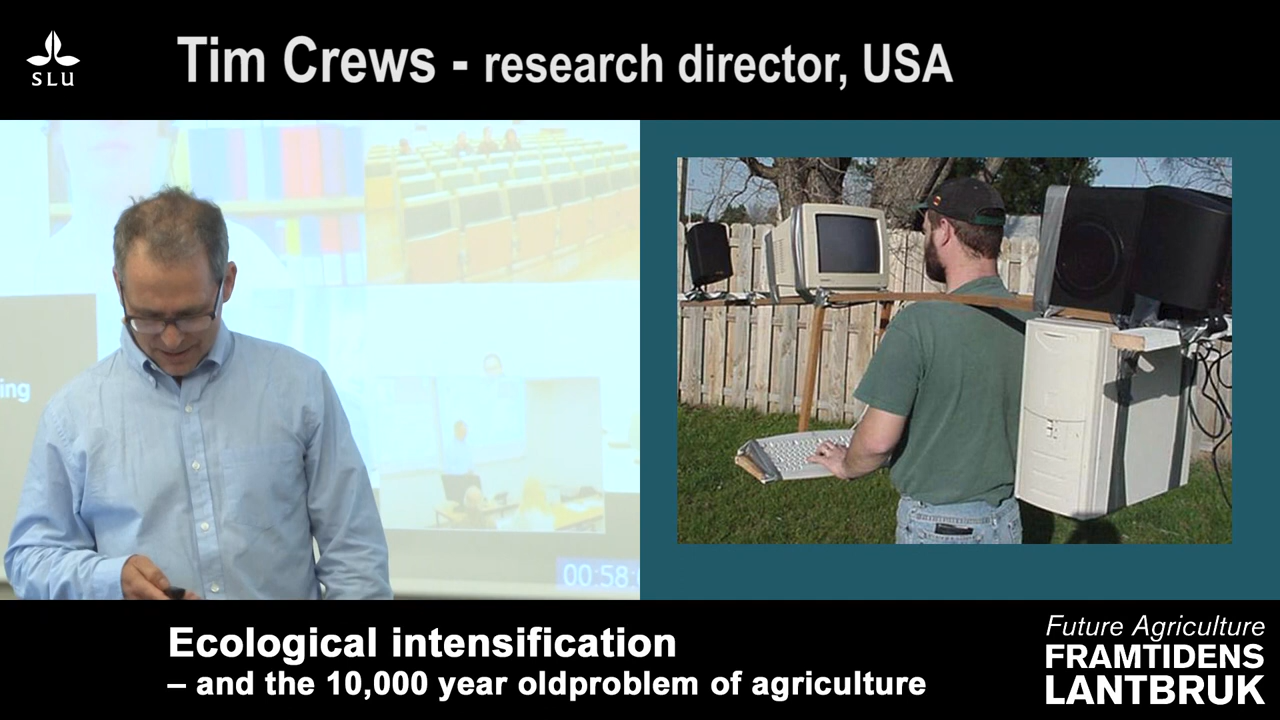 SLU
Tim Crews - research director, USA
ing
00:58:
Ecological intensification
– and the 10,000 year oldproblem of agriculture
Future Agriculture
FRAMTIDENS
LANTBRUK